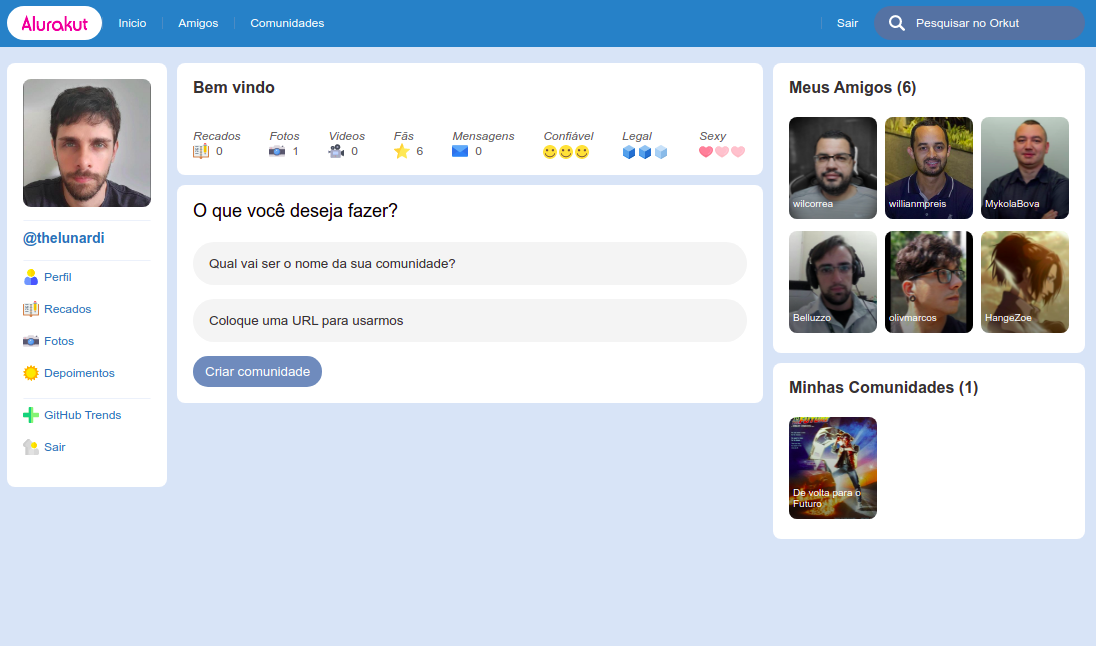 Alurakut
Inicio
Amigos
Comunidades
Sair
Pesquisar no Orkut
@thelunardi
Perfil
Recados
Fotos
Depoimentos
GitHub Trends
Sair
Bem vindo
Recados
0
Fotos
1
Videos
0
Fãs
6
Mensagens
0
Confiável
Legal
Sexy
O que você deseja fazer?
Qual vai ser o nome da sua comunidade?
Coloque uma URL para usarmos
Criar comunidade
Meus Amigos (6)
wilcorrea
willianmpreis
MykolaBova
Belluzzo
olivmarcos
HangeZoe
Minhas Comunidades (1)
De volta para o
Futuro